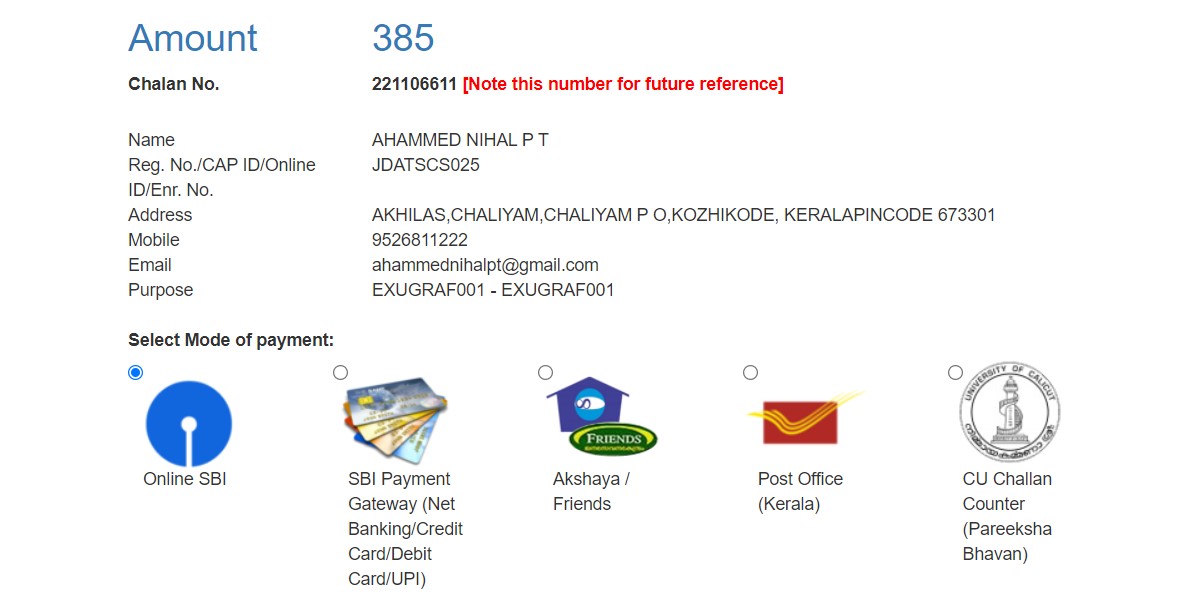 Amount 385
Chalan No. 221106611 [Note this number for future reference]
Name AHAMMED NIHAL P T
Reg. No./CAP ID/Online JDATSCS025
ID/Enr. No.
Address AKHILAS,CHALIYAM,CHALIYAM P O,KOZHIKODE, KERALAPINCODE 673301
Mobile 9526811222
Email ahammednihalpt@gmail.com
Purpose EXUGRAF001 - EXUGRAF001
Select Mode of payment:
FRIENDS
UNIVERSITY OF CALICUT
Online SBI
SBI Payment
Gateway (Net
Banking/Credit
Card/Debit
Card/UPI)
Akshaya /
Friends
Post Office
(Kerala)
CU Challan
Counter
(Pareeksha
Bhavan)